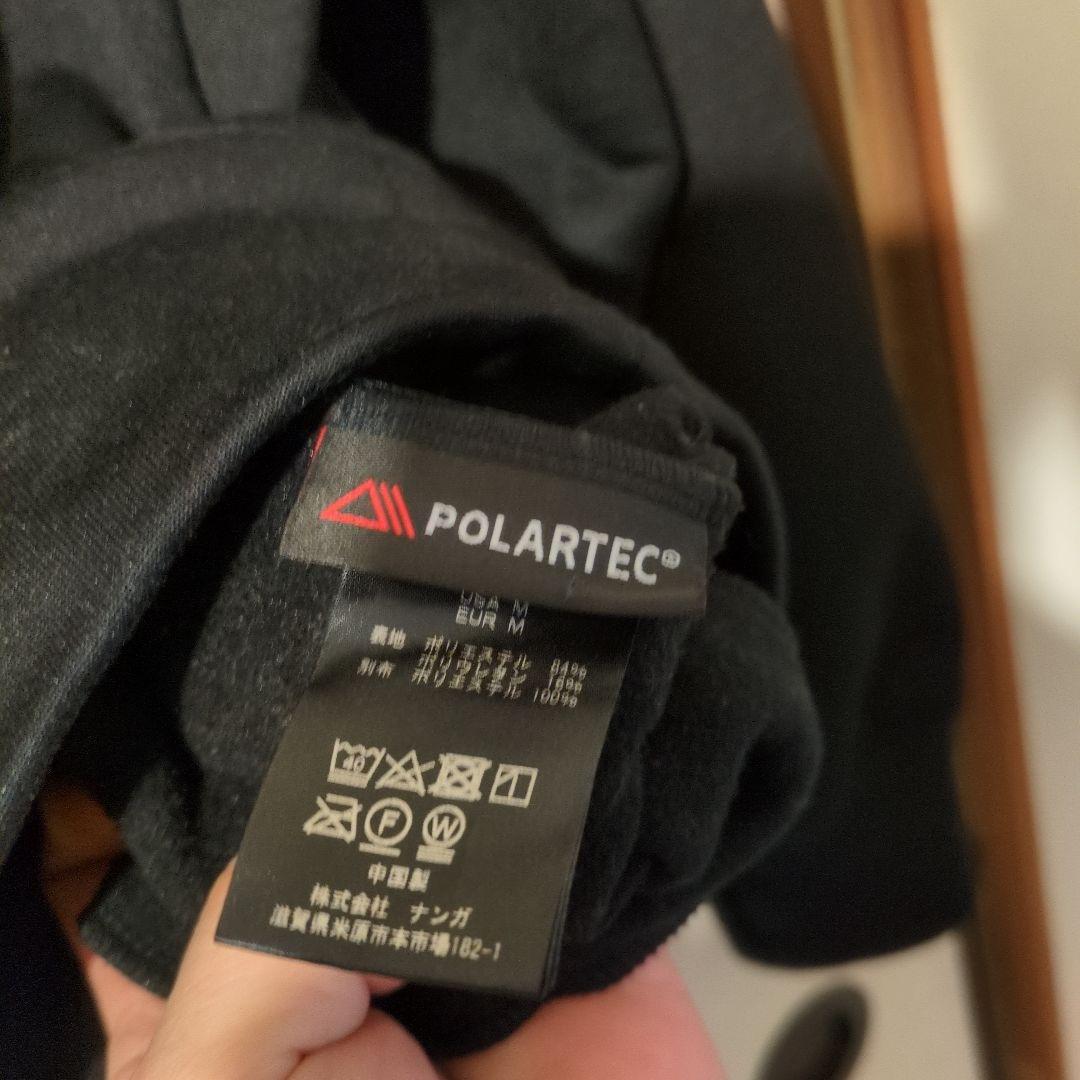 POLARTEC®
USA M
EUR M
裏地 ポリエステル 84%
ポリウレタン 16%
別布 ポリエステル 100%
40
F
W
中国製
株式会社 ナンガ
滋賀県米原市本市場182-1